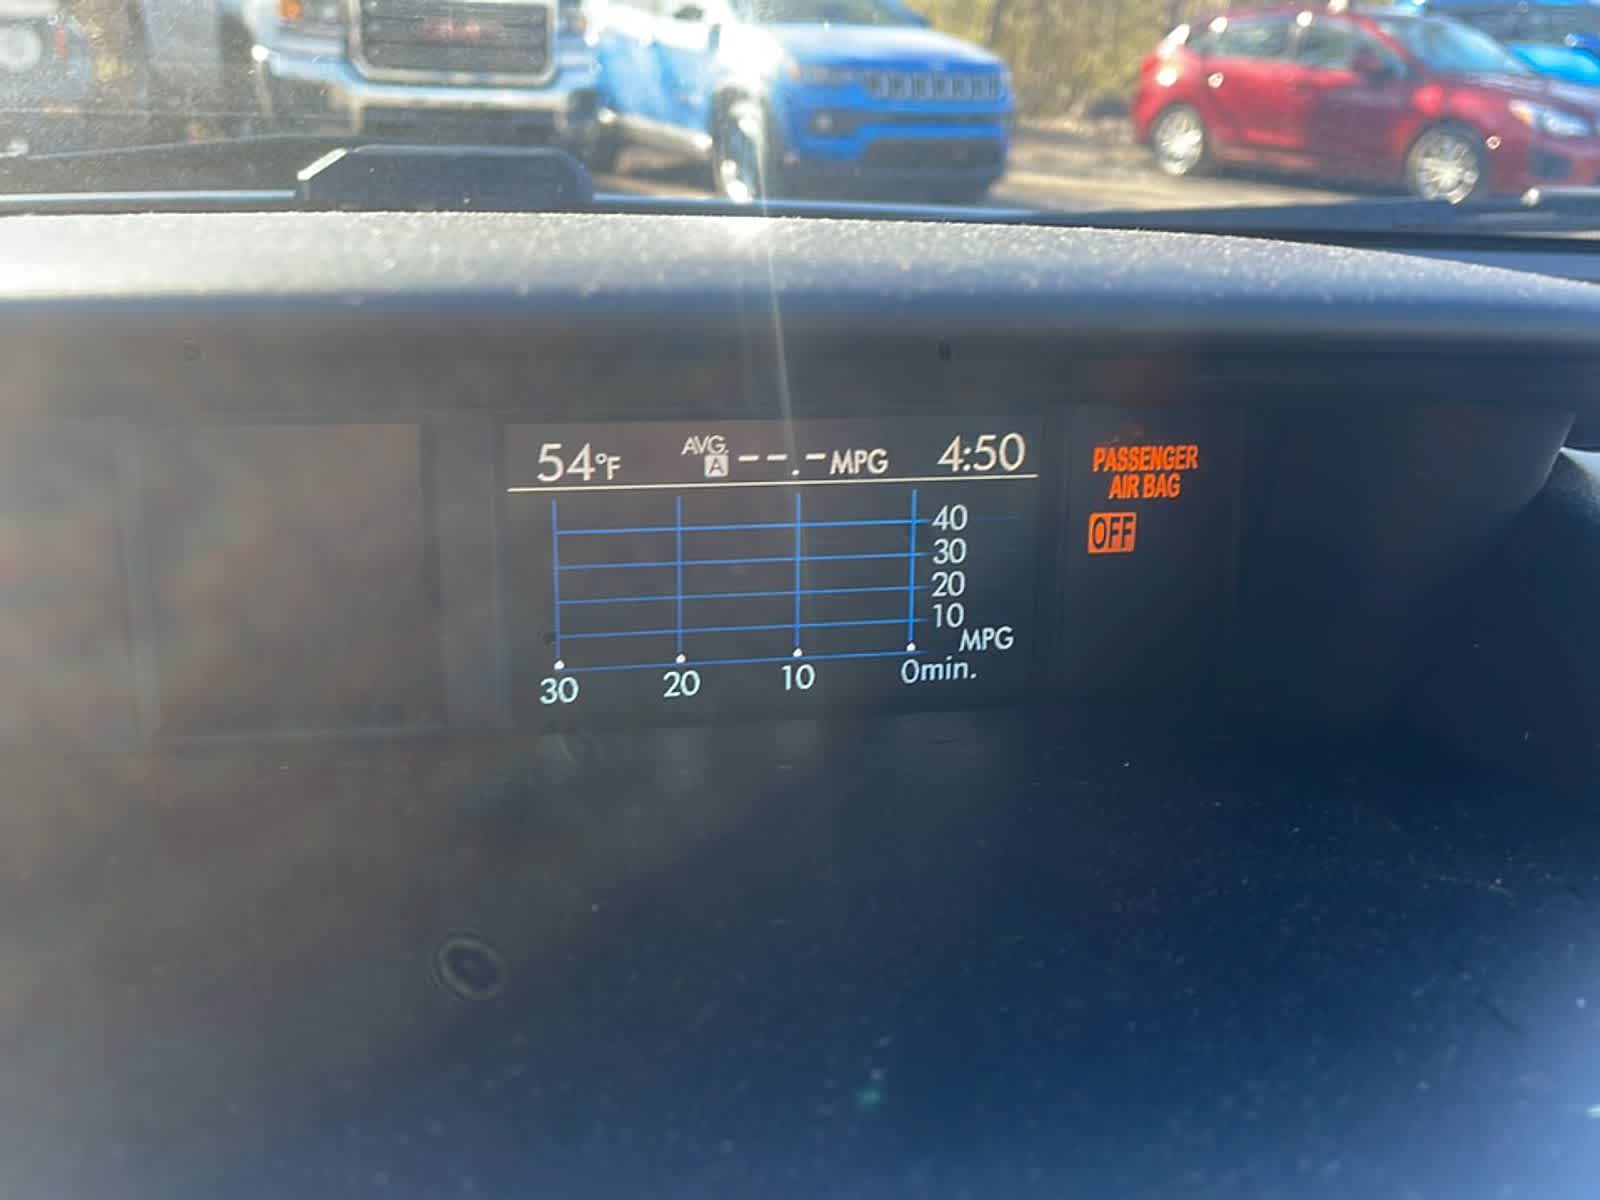 54°F AVG. A --.- MPG 4:50
40
30
20
10
MPG
30 20 10 0min.
PASSENGER
AIR BAG
OFF